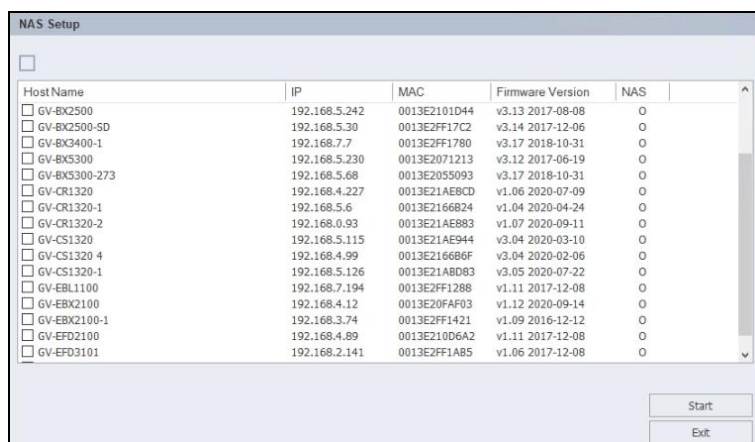 NAS Setup
Host Name IP MAC Firmware Version NAS
GV-BX2500 192.168.5.242 0013E2101D44 v3.13 2017-08-08 O
GV-BX2500-SD 192.168.5.30 0013E2FF17C2 v3.14 2017-12-06 O
GV-BX3400-1 192.168.7.7 0013E2FF1780 v3.17 2018-10-31 O
GV-BX5300 192.168.5.230 0013E2071213 v3.12 2017-06-19 O
GV-BX5300-273 192.168.5.68 0013E2055093 v3.17 2018-10-31 O
GV-CR1320 192.168.4.227 0013E21AE8CD v1.06 2020-07-09 O
GV-CR1320-1 192.168.5.6 0013E2166B24 v1.04 2020-04-24 O
GV-CR1320-2 192.168.0.93 0013E21AE883 v1.07 2020-09-11 O
GV-CS1320 192.168.5.115 0013E21AE944 v3.04 2020-03-10 O
GV-CS1320 4 192.168.4.99 0013E2166B6F v3.04 2020-02-06 O
GV-CS1320-1 192.168.5.126 0013E21ABD83 v3.05 2020-07-22 O
GV-EBL1100 192.168.7.194 0013E2FF1288 v1.11 2017-12-08 O
GV-EBX2100 192.168.4.12 0013E20FAF03 v1.12 2020-09-14 O
GV-EBX2100-1 192.168.3.74 0013E2FF1421 v1.09 2016-12-12 O
GV-EFD2100 192.168.4.89 0013E210D6A2 v1.11 2017-12-08 O
GV-EFD3101 192.168.2.141 0013E2FF1AB5 v1.06 2017-12-08 O
Start
Exit